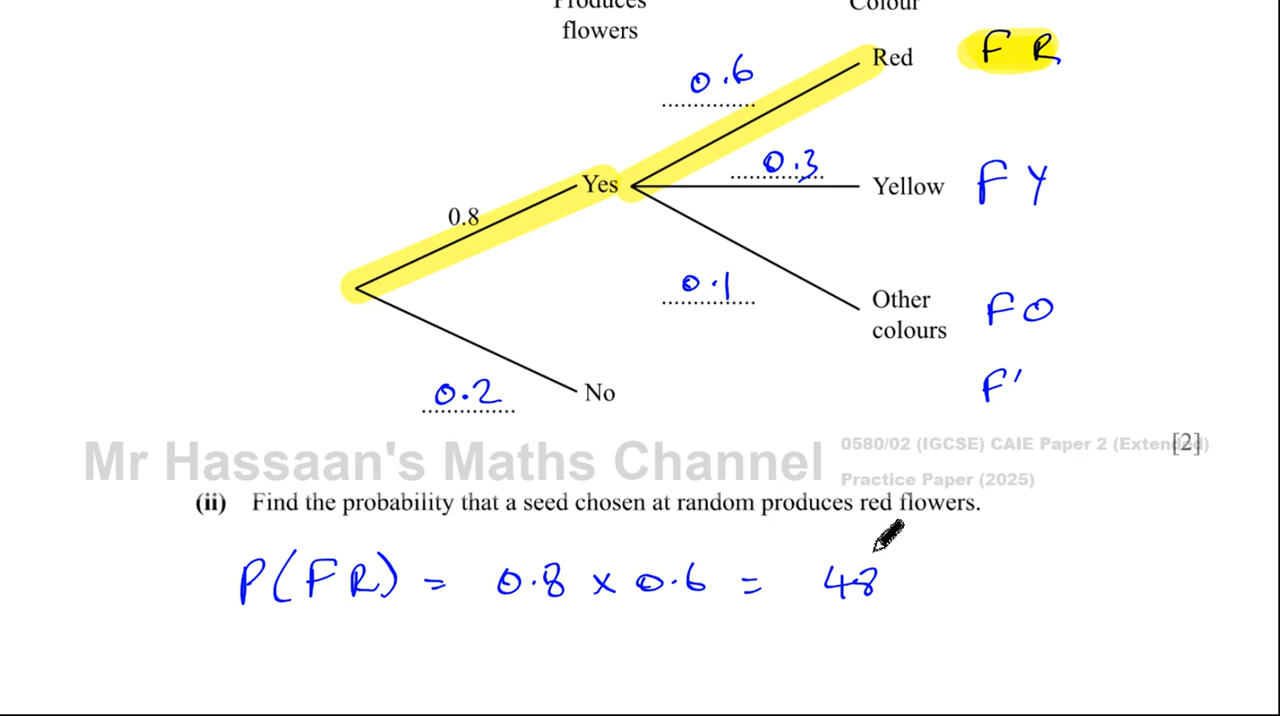 Produces
flowers
Colour
0.6
Red
F R
0.3
Yes
Yellow
F Y
0.8
0.1
Other
colours
F O
F'
0.2
No
[2]
Mr Hassaan's Maths Channel
0580/02 (IGCSE) CAIE Paper 2 (Extended)
Practice Paper (2025)
(ii) Find the probability that a seed chosen at random produces red flowers.
P(FR) = 0.8 x 0.6 = 48